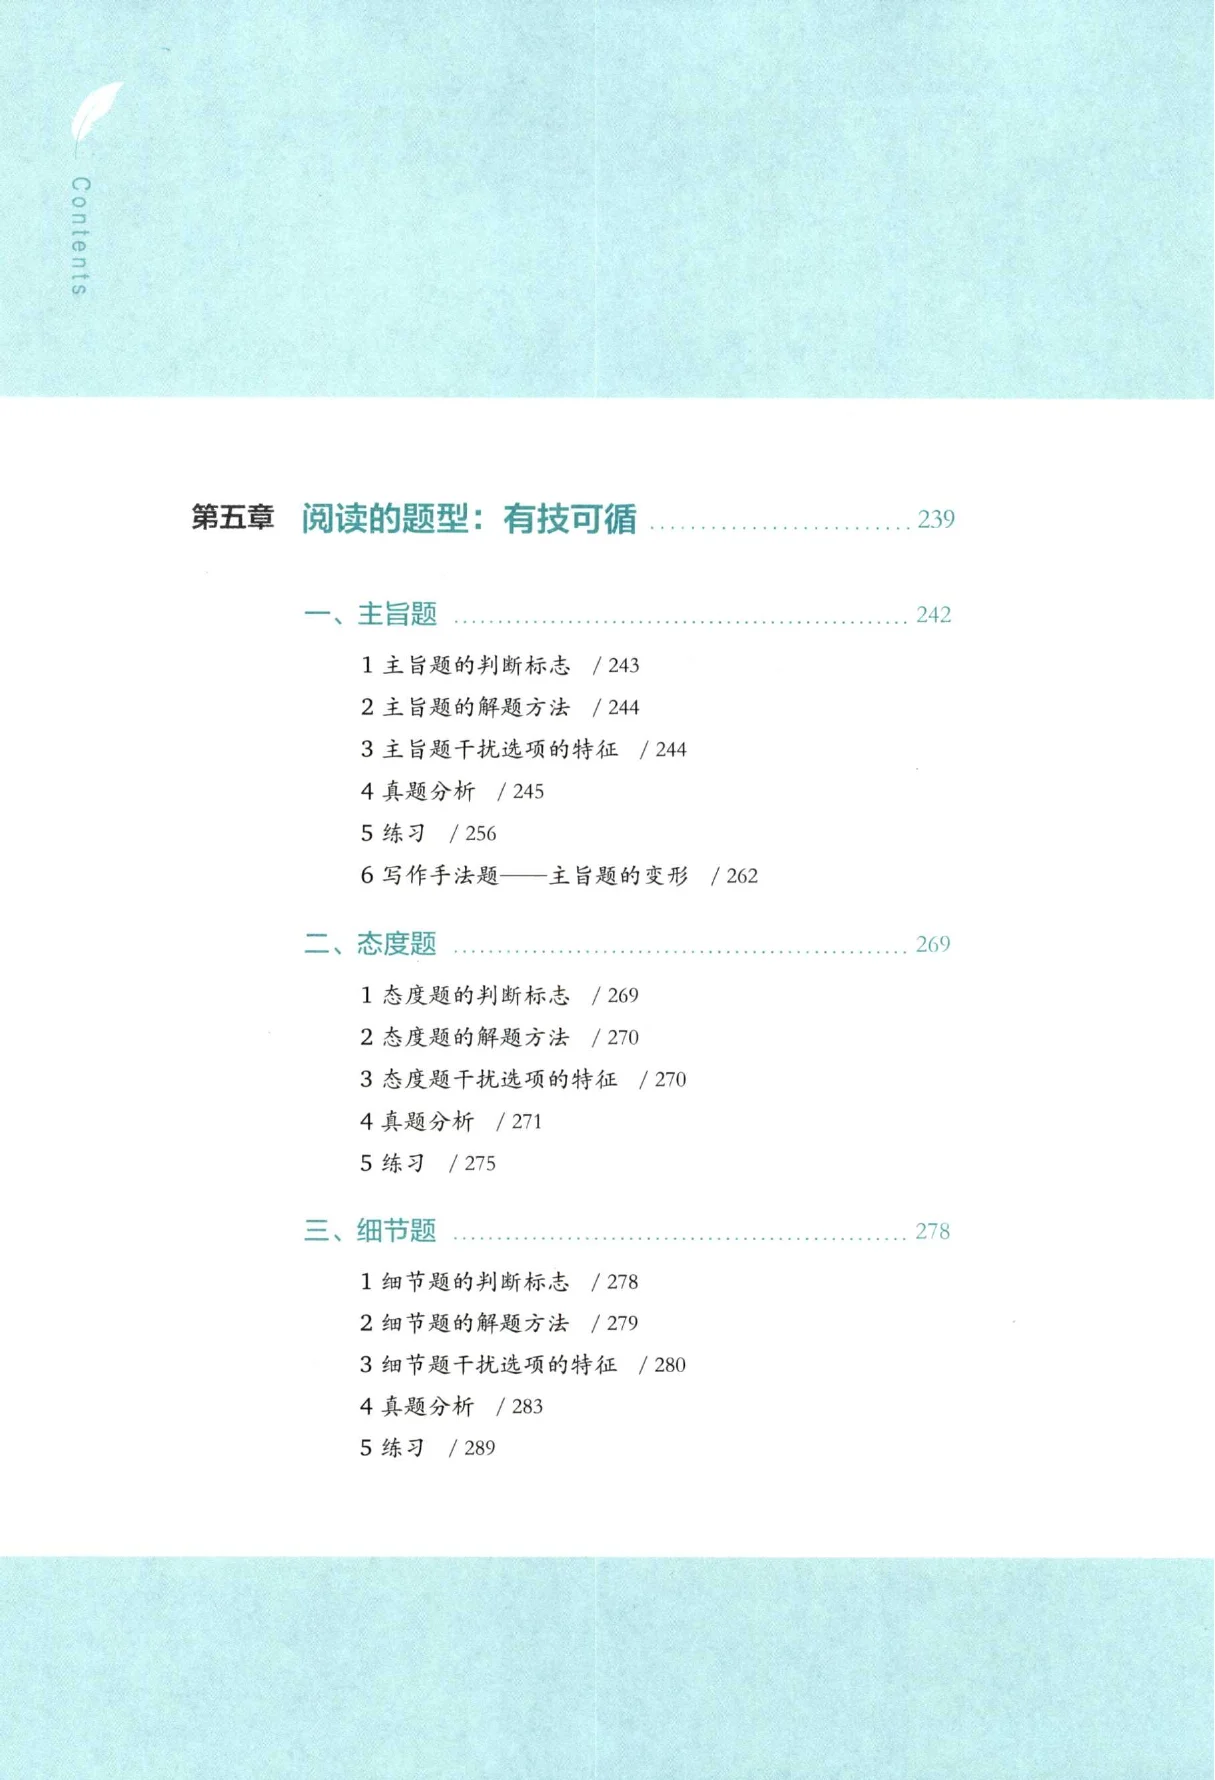 Contents
第五章 阅读的题型：有技可循 .......................... 239
一、主旨题 .......................... 242
1 主旨题的判断标志 / 243
2 主旨题的解题方法 / 244
3 主旨题干扰选项的特征 / 244
4 真题分析 / 245
5 练习 / 256
6 写作手法题——主旨题的变形 / 262
二、态度题 .......................... 269
1 态度题的判断标志 / 269
2 态度题的解题方法 / 270
3 态度题干扰选项的特征 / 270
4 真题分析 / 271
5 练习 / 275
三、细节题 .......................... 278
1 细节题的判断标志 / 278
2 细节题的解题方法 / 279
3 细节题干扰选项的特征 / 280
4 真题分析 / 283
5 练习 / 289